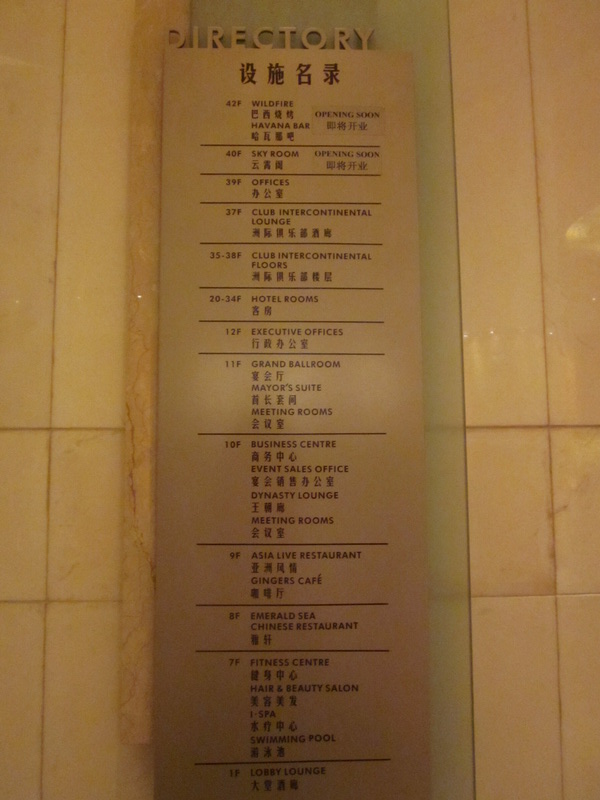 DIRECTORY
设施名录
42F WILDFIRE
巴西烧烤
OPENING SOON
HAVANA BAR
即将开业
哈瓦那吧
40F SKY ROOM OPENING SOON
云霄阁 即将开业
39F OFFICES
办公室
37F CLUB INTERCONTINENTAL
LOUNGE
洲际俱乐部酒廊
35-38F CLUB INTERCONTINENTAL
FLOORS
洲际俱乐部楼层
20-34F HOTEL ROOMS
客房
12F EXECUTIVE OFFICES
行政办公室
11F GRAND BALLROOM
宴会厅
MAYOR'S SUITE
首长套间
MEETING ROOMS
会议室
10F BUSINESS CENTRE
商务中心
EVENT SALES OFFICE
宴会销售办公室
DYNASTY LOUNGE
王朝廊
MEETING ROOMS
会议室
9F ASIA LIVE RESTAURANT
亚洲风情
GINGERS CAFÉ
咖啡厅
8F EMERALD SEA
CHINESE RESTAURANT
轩
7F FITNESS CENTRE
健身中心
HAIR & BEAUTY SALON
美容美发
I-SPA
水疗中心
SWIMMING POOL
游泳池
1F LOBBY LOUNGE
大堂酒廊